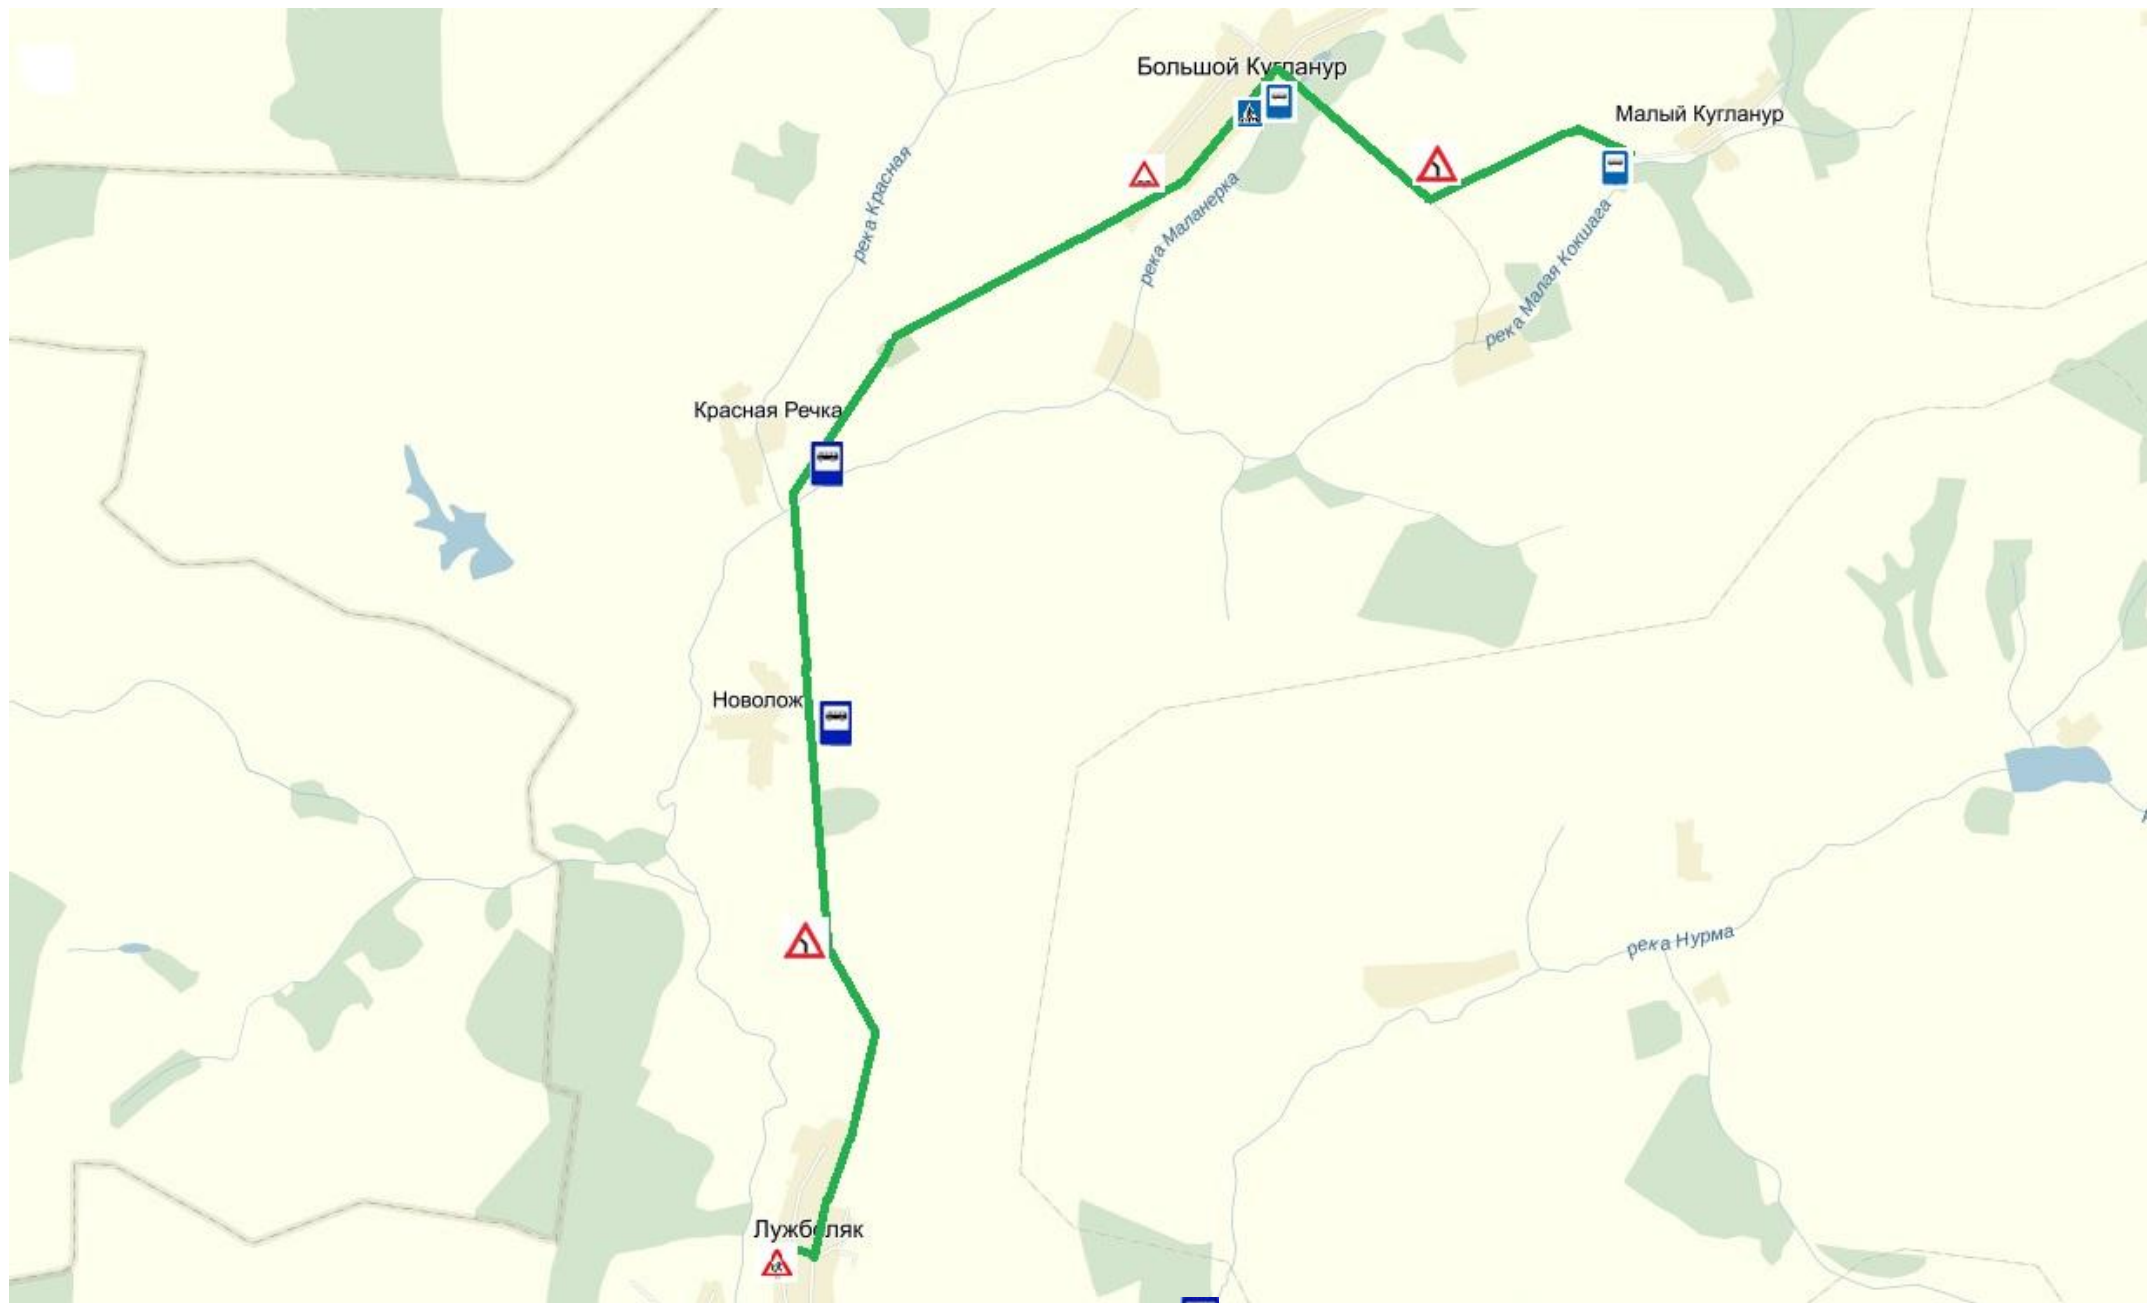 Большой Кугланур
Малый Кугланур
река Красная
река Маланерка
река Малая Кокшага
Красная Речка
Новолож
река Нурма
Лужбеляк